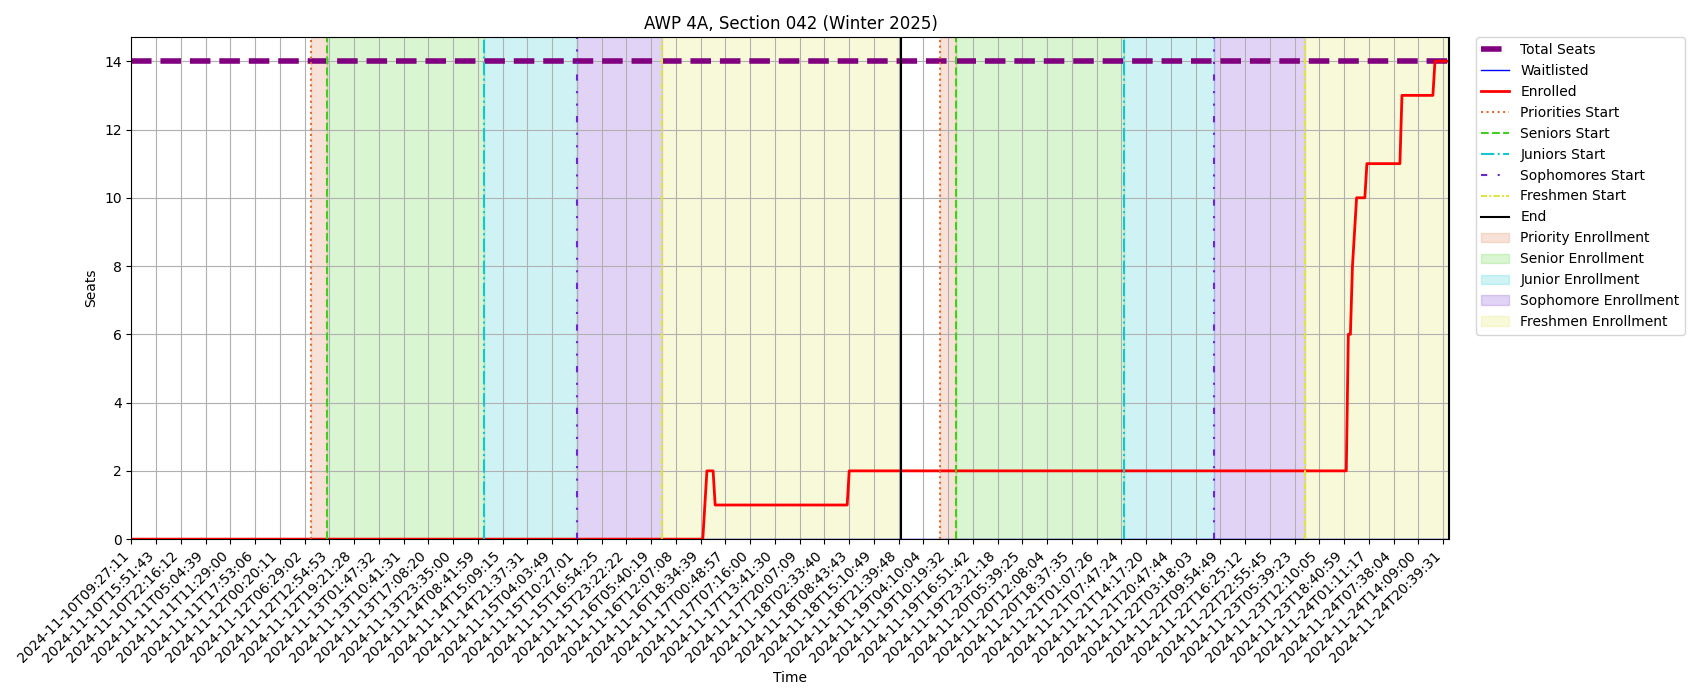 AWP 4A, Section 042 (Winter 2025)
Seats
14
12
10
8
6
4
2
0
2024-11-10T09:27:11
2024-11-10T15:51:43
2024-11-10T22:16:12
2024-11-11T05:04:39
2024-11-11T11:29:00
2024-11-11T17:53:06
2024-11-12T00:20:11
2024-11-12T06:29:02
2024-11-12T12:54:53
2024-11-12T19:21:28
2024-11-13T01:47:32
2024-11-13T10:41:31
2024-11-13T17:08:20
2024-11-13T23:35:00
2024-11-14T08:41:59
2024-11-14T15:09:15
2024-11-14T21:37:31
2024-11-15T04:03:49
2024-11-15T10:27:01
2024-11-15T16:54:25
2024-11-15T23:22:22
2024-11-16T05:40:19
2024-11-16T12:07:08
2024-11-16T18:34:39
2024-11-17T00:48:57
2024-11-17T07:16:00
2024-11-17T13:41:30
2024-11-17T20:07:09
2024-11-18T02:33:40
2024-11-18T08:43:43
2024-11-18T15:10:49
2024-11-18T21:39:48
2024-11-19T04:10:04
2024-11-19T10:19:32
2024-11-19T16:51:42
2024-11-19T23:21:18
2024-11-20T05:39:25
2024-11-20T12:08:04
2024-11-20T18:37:35
2024-11-21T01:07:26
2024-11-21T07:47:24
2024-11-21T14:17:20
2024-11-21T20:47:44
2024-11-22T03:18:03
2024-11-22T09:54:49
2024-11-22T16:25:12
2024-11-22T22:55:45
2024-11-23T05:39:23
2024-11-23T12:10:05
2024-11-23T18:40:59
2024-11-24T01:11:17
2024-11-24T07:38:04
2024-11-24T14:09:00
2024-11-24T20:39:31
Time
Total Seats
Waitlisted
Enrolled
Priorities Start
Seniors Start
Juniors Start
Sophomores Start
Freshmen Start
End
Priority Enrollment
Senior Enrollment
Junior Enrollment
Sophomore Enrollment
Freshmen Enrollment